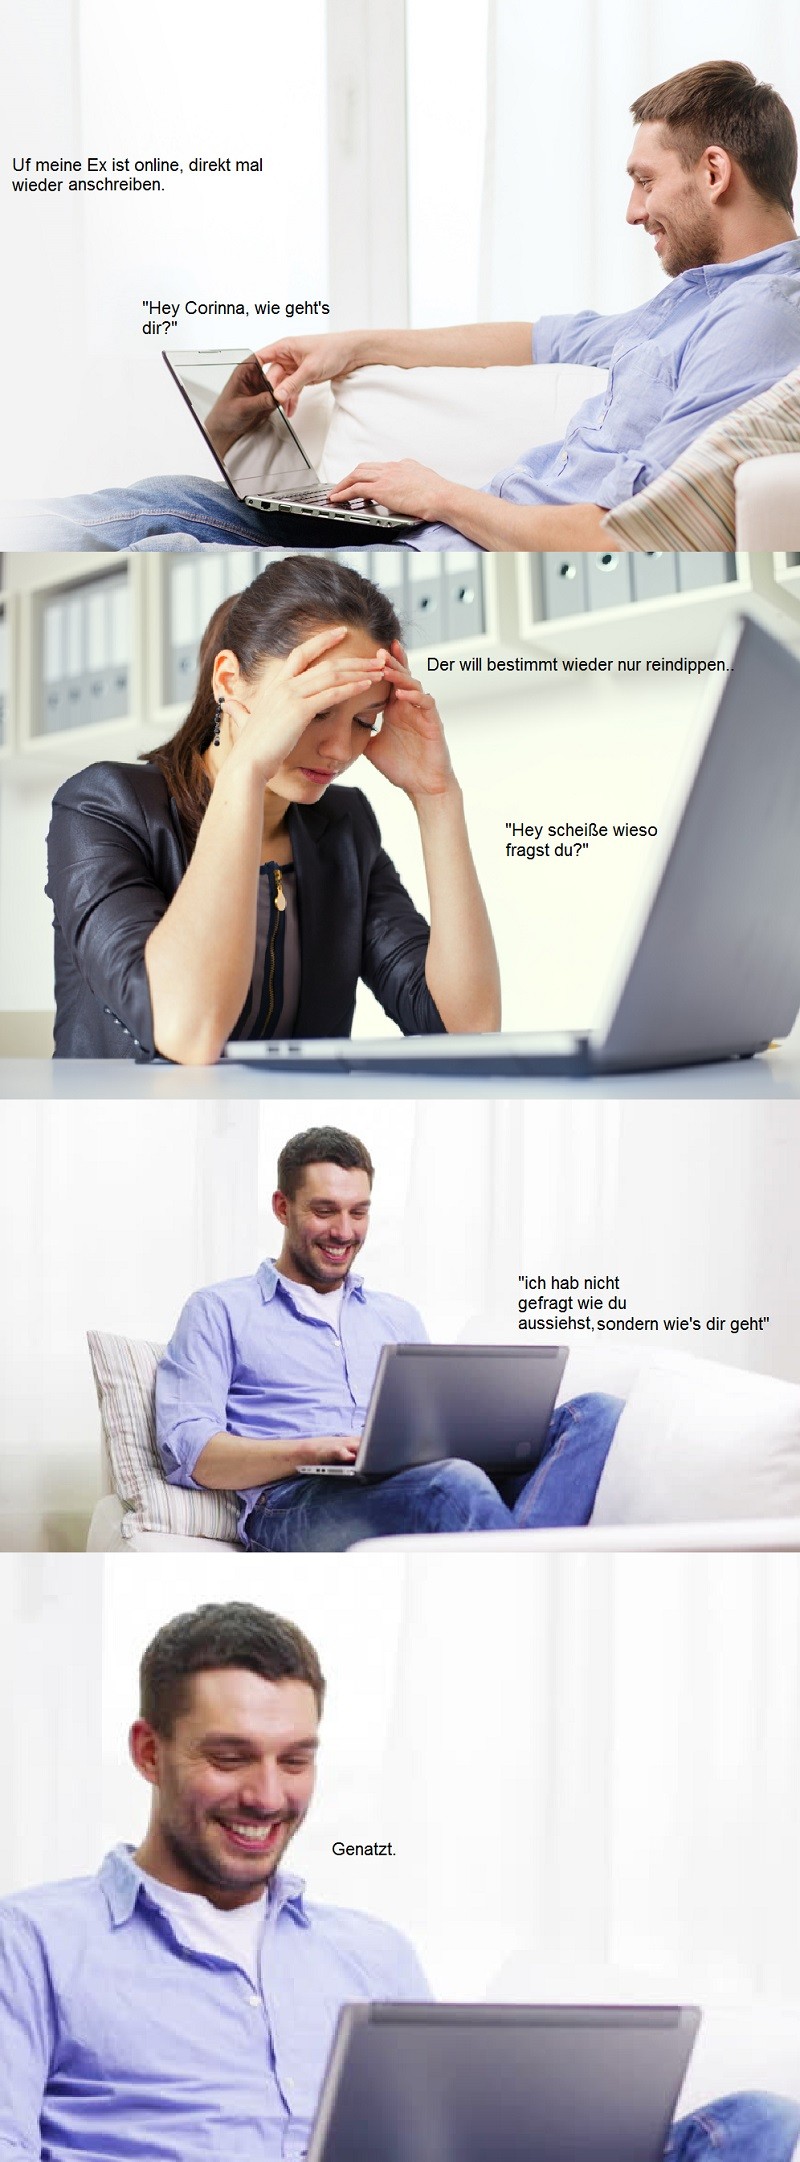 Uf meine Ex ist online, direkt mal
wieder anschreiben.
"Hey Corinna, wie geht's
dir?"
Der will bestimmt wieder nur reindippen..
"Hey scheiße wieso
fragst du?"
"ich hab nicht
gefragt wie du
aussiehst,sondern wie's dir geht"
Genatzt.